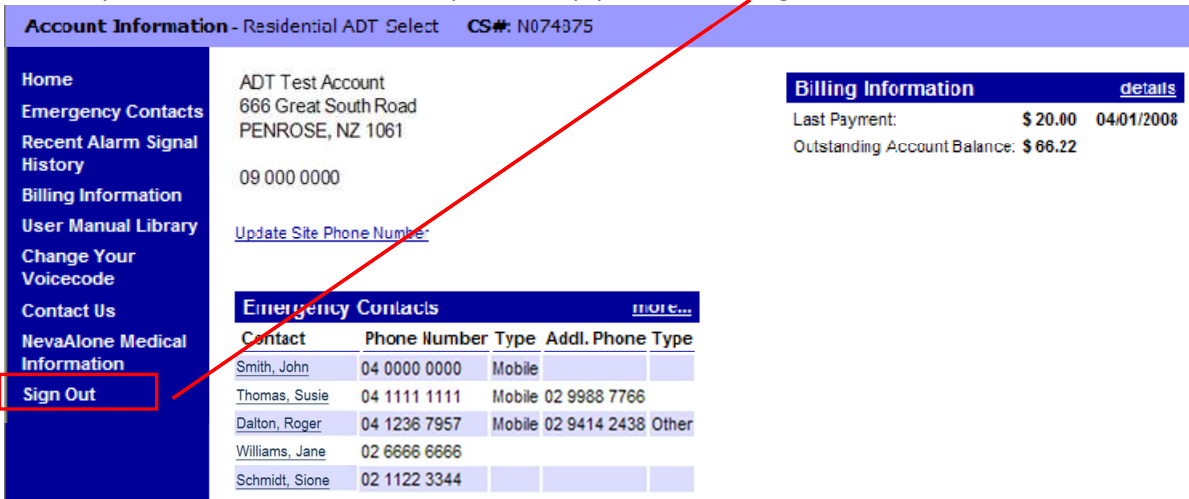 Account Information - Residential ADT Select CS#: N074875
Home
Emergency Contacts
Recent Alarm Signal
History
Billing Information
User Manual Library
Change Your
Voicecode
Contact Us
NevaAlone Medical
Information
Sign Out
ADT Test Account
666 Great South Road
PENROSE, NZ 1061
09 000 0000
Update Site Phone Number
Billing Information details
Last Payment: $ 20.00 04/01/2008
Outstanding Account Balance: $ 66.22
Emergency Contacts more...
Contact Phone Number Type Addl. Phone Type
Smith, John 04 0000 0000 Mobile
Thomas, Susie 04 1111 1111 Mobile 02 9988 7766
Dalton, Roger 04 1236 7957 Mobile 02 9414 2438 Other
Williams, Jane 02 6666 6666
Schmidt, Sione 02 1122 3344